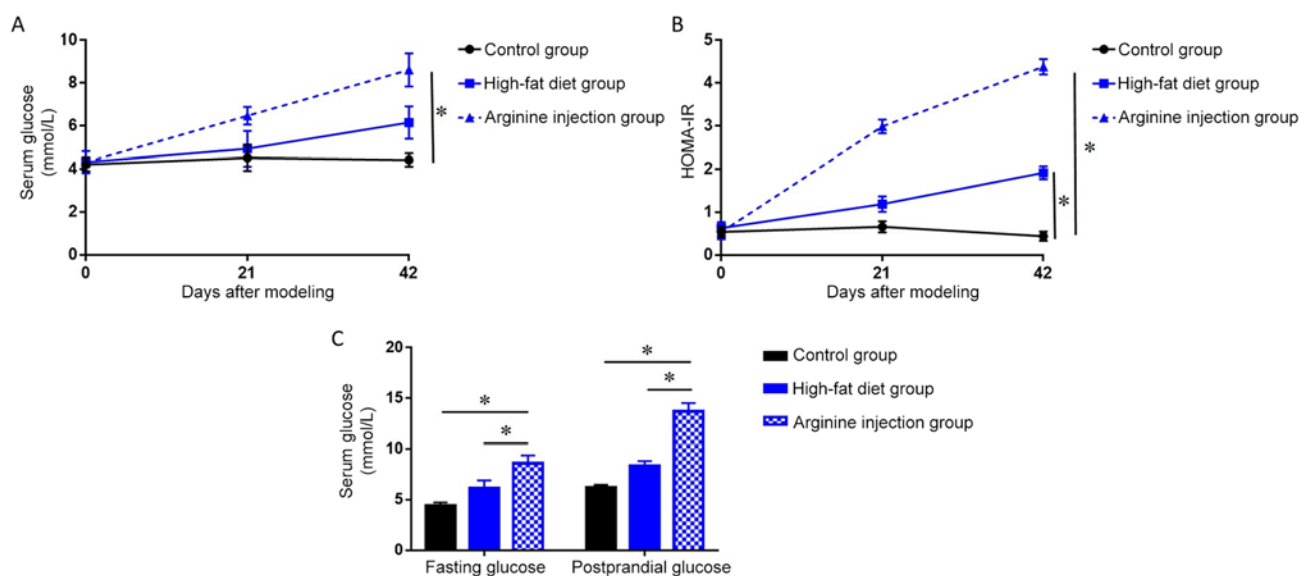 A
Serum glucose
(mmol/L)
10
8
6
4
2
0
0
21
42
Days after modeling
*
Control group
High-fat diet group
Arginine injection group
B
HOMA-IR
5
4
3
2
1
0
0
21
42
Days after modeling
*
*
Control group
High-fat diet group
Arginine injection group
C
Serum glucose
(mmol/L)
20
15
10
5
0
*
*
*
*
Fasting glucose
Postprandial glucose
Control group
High-fat diet group
Arginine injection group